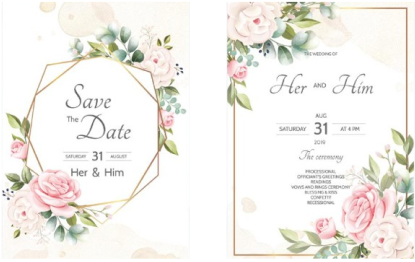 Save
The
Date
SATURDAY 31 AUGUST
Her & Him
THE WEDDING OF
Her AND Him
AUG
SATURDAY 31 AT 4 PM
2019
The ceremony
PROCESSIONAL
OFFICIANT'S GREETINGS
READINGS
VOWS AND RINGS CEREMONY
BLESSING & KISS
CONFETTI
RECESSIONAL